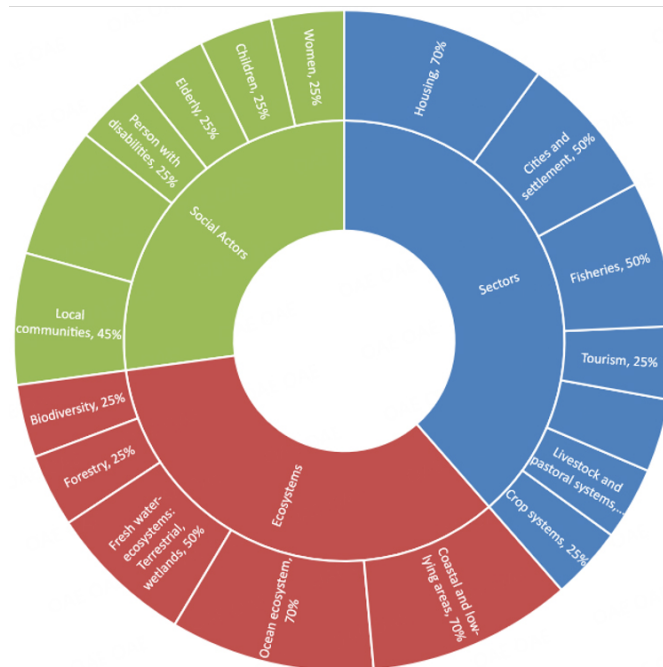 Women, 25%
Children, 25%
Elderly, 25%
Person with
disabilities, 25%
Local
communities, 45%
Social Actors
Housing, 70%
Cities and
settlement, 50%
Fisheries, 50%
Tourism, 25%
Livestock and
pastoral systems,...
Crop systems, 25%
Sectors
Coastal and low-
lying areas, 70%
Ocean ecosystem,
70%
Fresh water-
ecosystems:
Terrestrial,
wetlands, 50%
Forestry, 25%
Biodiversity, 25%
Ecosystems